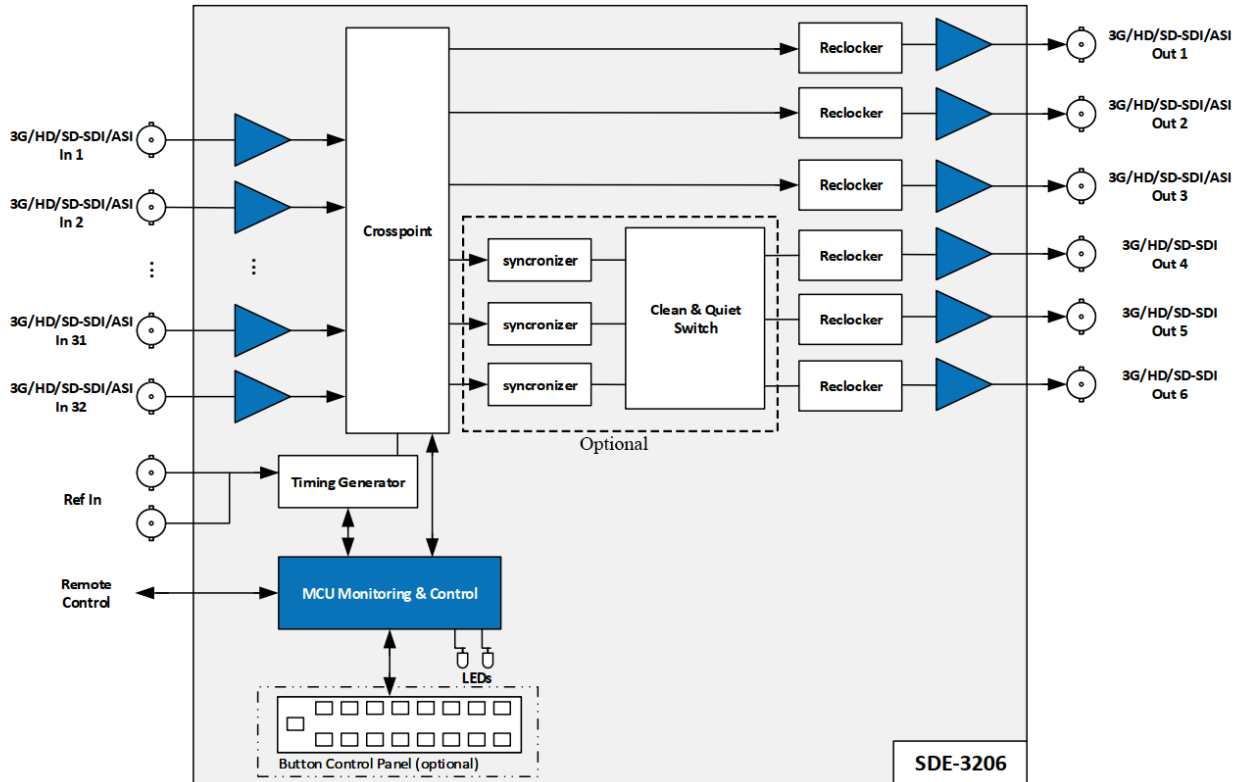 3G/HD/SD-SDI/ASI
In 1
3G/HD/SD-SDI/ASI
In 2
...
...
3G/HD/SD-SDI/ASI
In 31
3G/HD/SD-SDI/ASI
In 32
Ref In
Remote
Control
Crosspoint
Timing Generator
MCU Monitoring & Control
LEDs
Button Control Panel (optional)
syncronizer
syncronizer
syncronizer
Clean & Quiet
Switch
Optional
Reclocker
Reclocker
Reclocker
Reclocker
Reclocker
Reclocker
3G/HD/SD-SDI/ASI
Out 1
3G/HD/SD-SDI/ASI
Out 2
3G/HD/SD-SDI/ASI
Out 3
3G/HD/SD-SDI
Out 4
3G/HD/SD-SDI
Out 5
3G/HD/SD-SDI
Out 6
SDE-3206